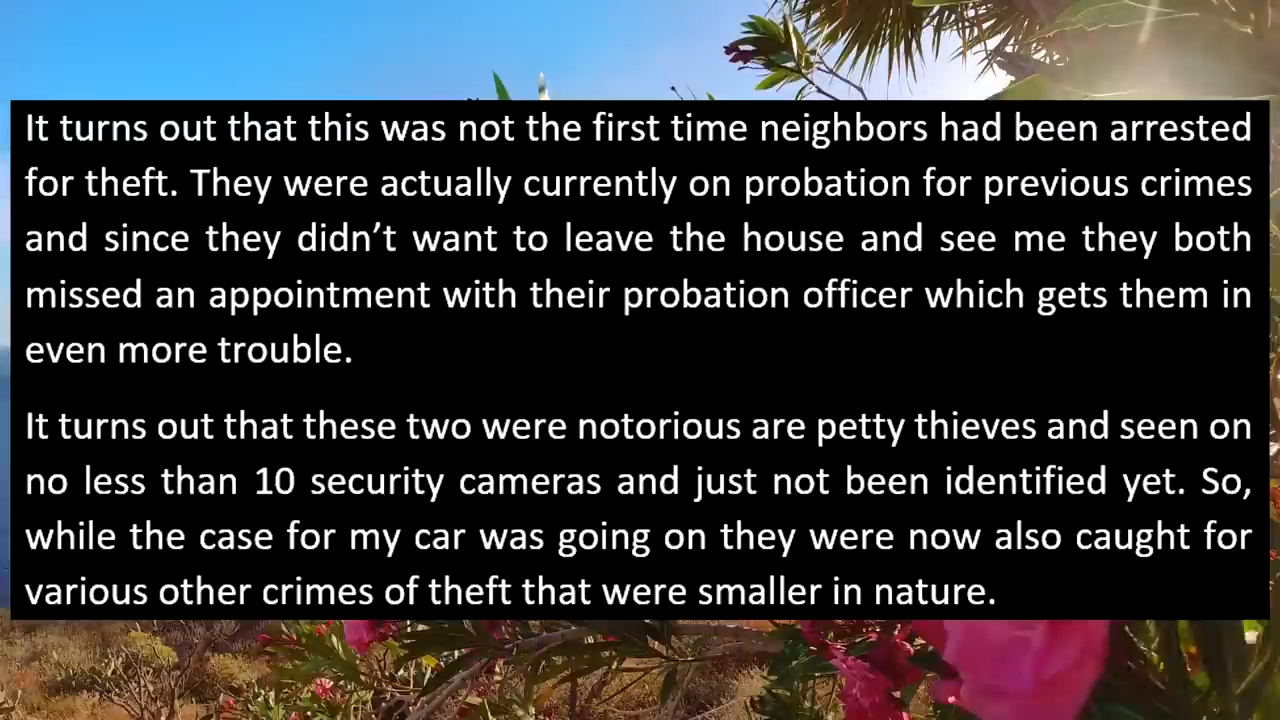 It turns out that this was not the first time neighbors had been arrested
for theft. They were actually currently on probation for previous crimes
and since they didn’t want to leave the house and see me they both
missed an appointment with their probation officer which gets them in
even more trouble.
It turns out that these two were notorious are petty thieves and seen on
no less than 10 security cameras and just not been identified yet. So,
while the case for my car was going on they were now also caught for
various other crimes of theft that were smaller in nature.